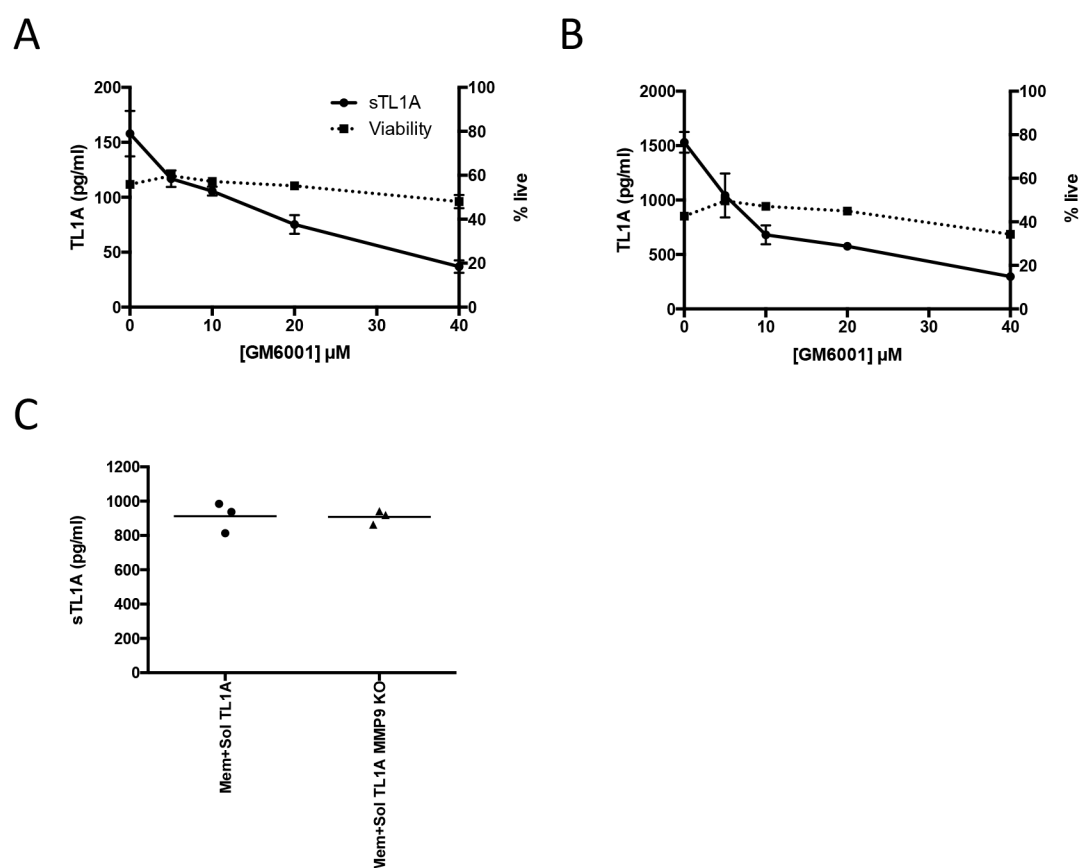 A
200
150
100
50
0
TL1A (pg/ml)
sTL1A
Viability
100
80
60
40
20
0
% live
0 10 20 30 40
[GM6001] µM
B
2000
1500
1000
500
0
TL1A (pg/ml)
100
80
60
40
20
0
% live
0 10 20 30 40
[GM6001] µM
C
1200
1000
800
600
400
200
0
sTL1A (pg/ml)
Mem+Sol TL1A
Mem+Sol TL1A MMP9 KO